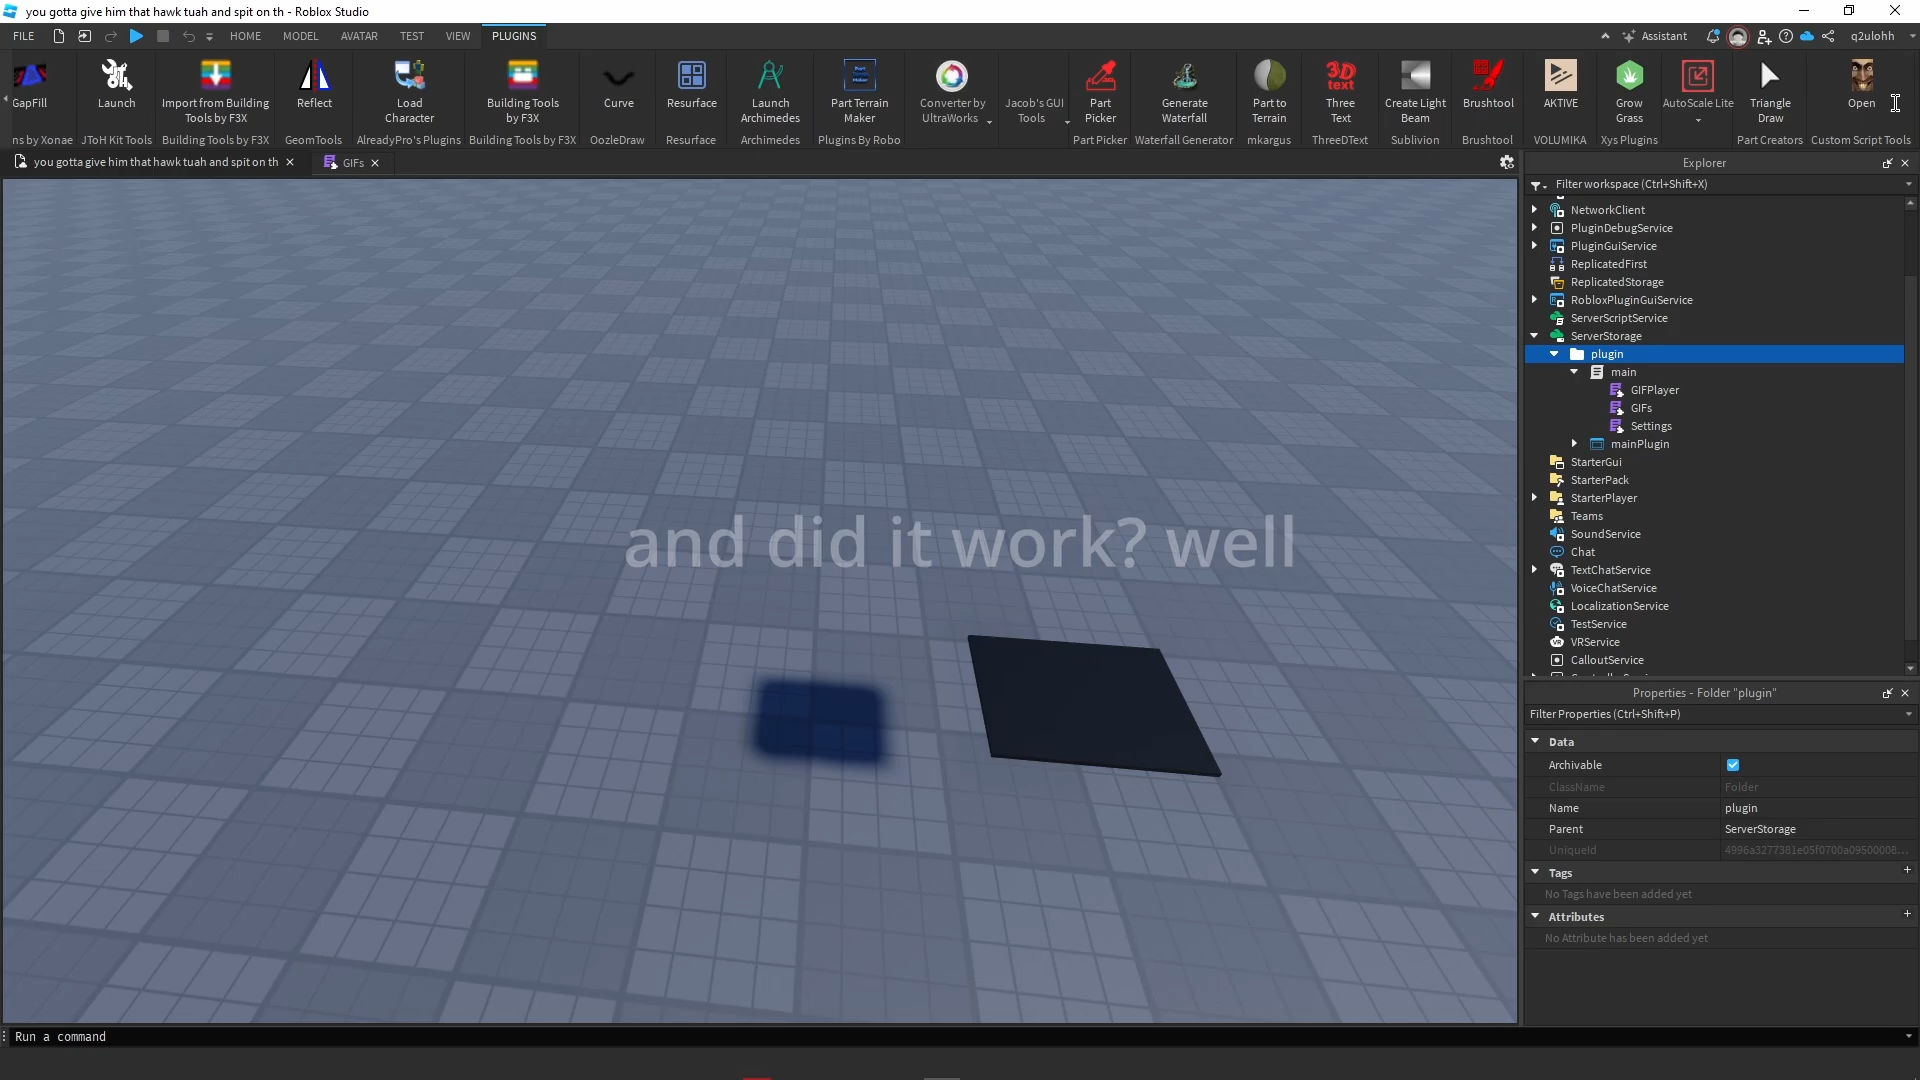 you gotta give him that hawk tuah and spit on th - Roblox Studio
FILE HOME MODEL AVATAR TEST VIEW PLUGINS Assistant q2ulohh
GapFill
Launch
Import from Building Tools by F3X
Reflect
Load Character
Building Tools by F3X
Curve
Resurface
Launch Archimedes
Part Terrain Maker
Converter by UltraWorks
Jacob's GUI Tools
Part Picker
Generate Waterfall
Part to Terrain
3D text
Three Text
Create Light Beam
Brushtool
AKTIVE
Grow Grass
AutoScale Lite
Triangle Draw
Open
ns by Xonae JToH Kit Tools Building Tools by F3X GeomTools AlreadyPro's Plugins Building Tools by F3X OozleDraw Resurface Archimedes Plugins By Robo Part Picker Waterfall Generator mkargus ThreeDText Sublivion Brushtool VOLUMIKA Xys Plugins Part Creators Custom Script Tools
you gotta give him that hawk tuah and spit on th GIFs
and did it work? well
Explorer
Filter workspace (Ctrl+Shift+X)
NetworkClient
PluginDebugService
PluginGuiService
ReplicatedFirst
ReplicatedStorage
RobloxPluginGuiService
ServerScriptService
ServerStorage
plugin
main
GIFPlayer
GIFs
Settings
mainPlugin
StarterGui
StarterPack
StarterPlayer
Teams
SoundService
Chat
TextChatService
VoiceChatService
LocalizationService
TestService
VRService
CalloutService
Properties - Folder "plugin"
Filter Properties (Ctrl+Shift+P)
Data
Archivable
ClassName Folder
Name plugin
Parent ServerStorage
UniqueId 4996a3277381e05f0700a09500008...
Tags
No Tags have been added yet
Attributes
No Attribute has been added yet
Run a command